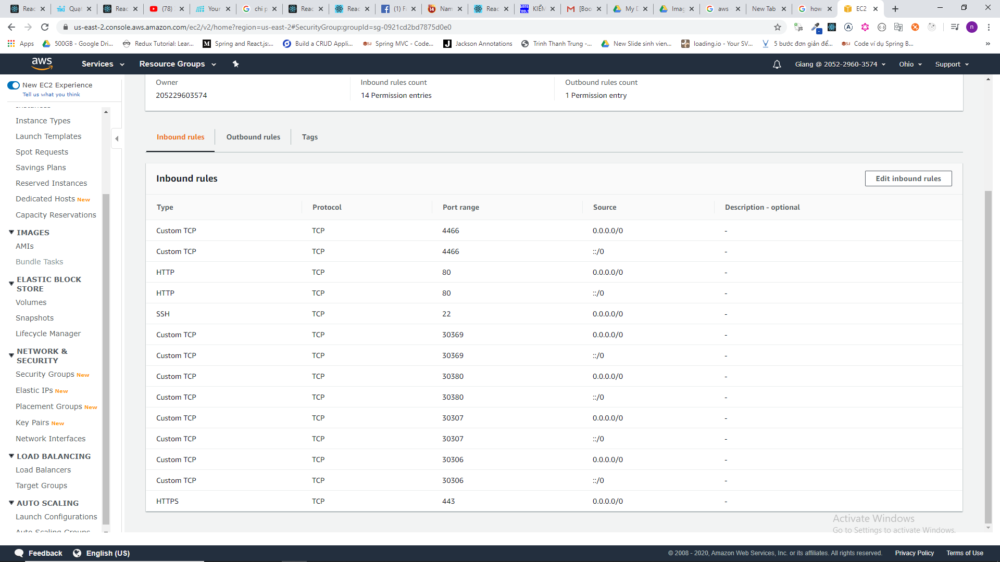 Reac
Tiki Quạt
Reac
(78)
Your
chi p
Reac
Reac
(1) F
14 Nam
Reac
DANS TOOLS KIỂM
[Boo
My D
Imag
aws
New Tab
how
EC2
us-east-2.console.aws.amazon.com/ec2/v2/home?region=us-east-2#SecurityGroup:groupId=sg-0921cd2bd7875d0e0
n
Apps
500GB - Google Dri...
Redux Tutorial: Lear...
Spring and React.js:...
Build a CRUD Appli...
Spring MVC - Code...
Jackson Annotations
Trinh Thanh Trung -...
New Slide sinh vien...
loading.io - Your SV...
5 bước đơn giản để...
Code ví dụ Spring B...
aws
Services
Resource Groups
Giang @ 2052-2960-3574
Ohio
Support
New EC2 Experience
Tell us what you think
Instances
Instance Types
Launch Templates
Spot Requests
Savings Plans
Reserved Instances
Dedicated Hosts New
Capacity Reservations
IMAGES
AMIs
Bundle Tasks
ELASTIC BLOCK
STORE
Volumes
Snapshots
Lifecycle Manager
NETWORK &
SECURITY
Security Groups New
Elastic IPs New
Placement Groups New
Key Pairs New
Network Interfaces
LOAD BALANCING
Load Balancers
Target Groups
AUTO SCALING
Launch Configurations
Auto Scaling Groups
Owner
205229603574
Inbound rules count
14 Permission entries
Outbound rules count
1 Permission entry
Inbound rules
Outbound rules
Tags
Inbound rules
Edit inbound rules
Type Protocol Port range Source Description - optional
Custom TCP TCP 4466 0.0.0.0/0 -
Custom TCP TCP 4466 ::/0 -
HTTP TCP 80 0.0.0.0/0 -
HTTP TCP 80 ::/0 -
SSH TCP 22 0.0.0.0/0 -
Custom TCP TCP 30369 0.0.0.0/0 -
Custom TCP TCP 30369 ::/0 -
Custom TCP TCP 30380 0.0.0.0/0 -
Custom TCP TCP 30380 ::/0 -
Custom TCP TCP 30307 0.0.0.0/0 -
Custom TCP TCP 30307 ::/0 -
Custom TCP TCP 30306 0.0.0.0/0 -
Custom TCP TCP 30306 ::/0 -
HTTPS TCP 443 0.0.0.0/0 -
Activate Windows
Go to Settings to activate Windows.
Feedback
English (US)
© 2008 - 2020, Amazon Web Services, Inc. or its affiliates. All rights reserved.
Privacy Policy
Terms of Use